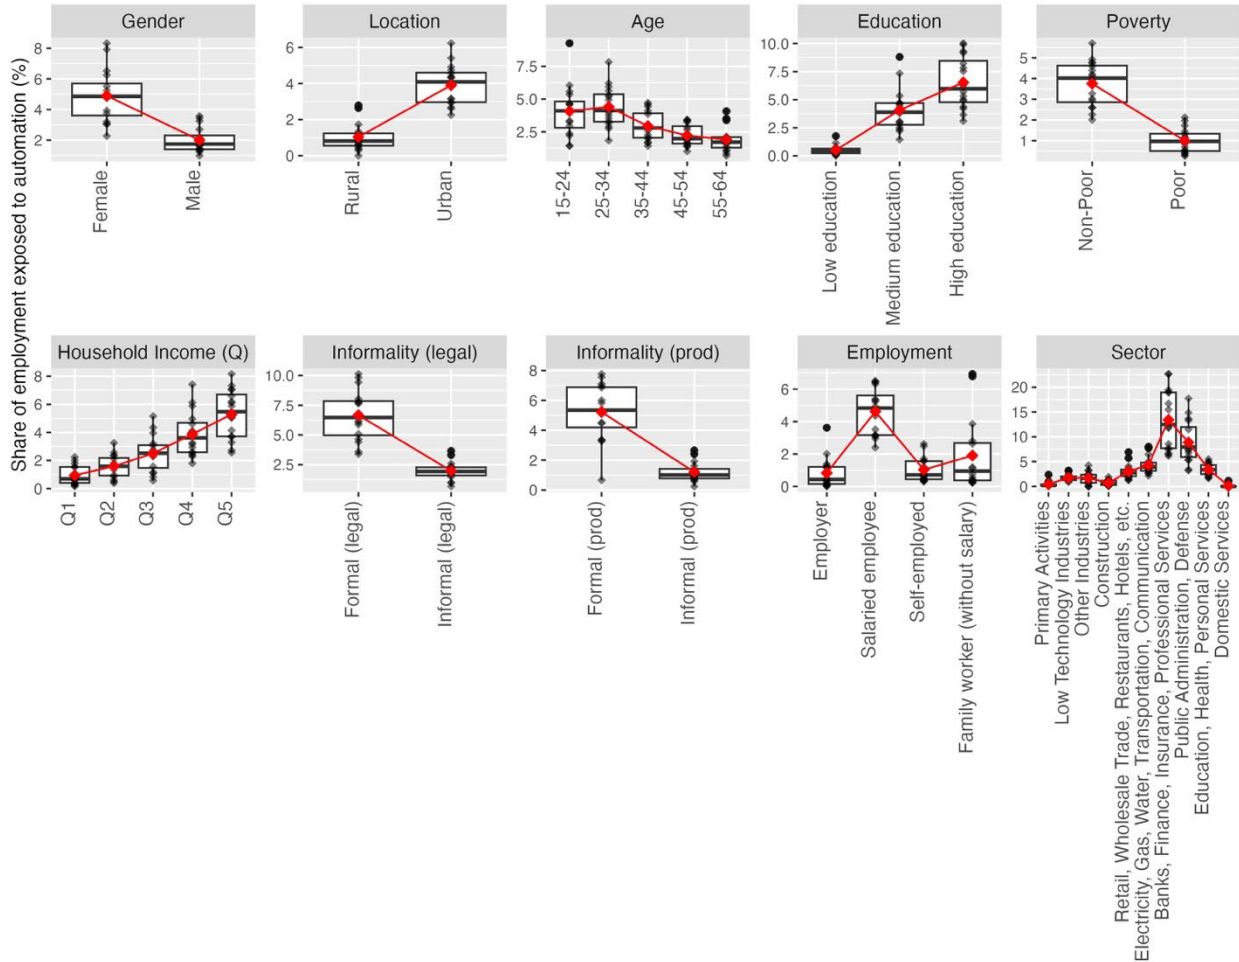 Share of employment exposed to automation (%)
Gender
8
6
4
2
Female
Male
Location
6
4
2
0
Rural
Urban
Age
7.5
5.0
2.5
15-24
25-34
35-44
45-54
55-64
Education
10.0
7.5
5.0
2.5
0.0
Low education
Medium education
High education
Poverty
5
4
3
2
1
Non-Poor
Poor
Household Income (Q)
8
6
4
2
0
Q1
Q2
Q3
Q4
Q5
Informality (legal)
10.0
7.5
5.0
2.5
Formal (legal)
Informal (legal)
Informality (prod)
8
6
4
2
0
Formal (prod)
Informal (prod)
Employment
6
4
2
0
Employer
Salaried employee
Self-employed
Family worker (without salary)
Sector
20
15
10
5
0
Primary Activities
Low Technology Industries
Other Industries
Construction
Retail, Wholesale Trade, Restaurants, Hotels, etc.
Electricity, Gas, Water, Transportation, Communication
Banks, Finance, Insurance, Professional Services
Public Administration, Defense
Education, Health, Personal Services
Domestic Services